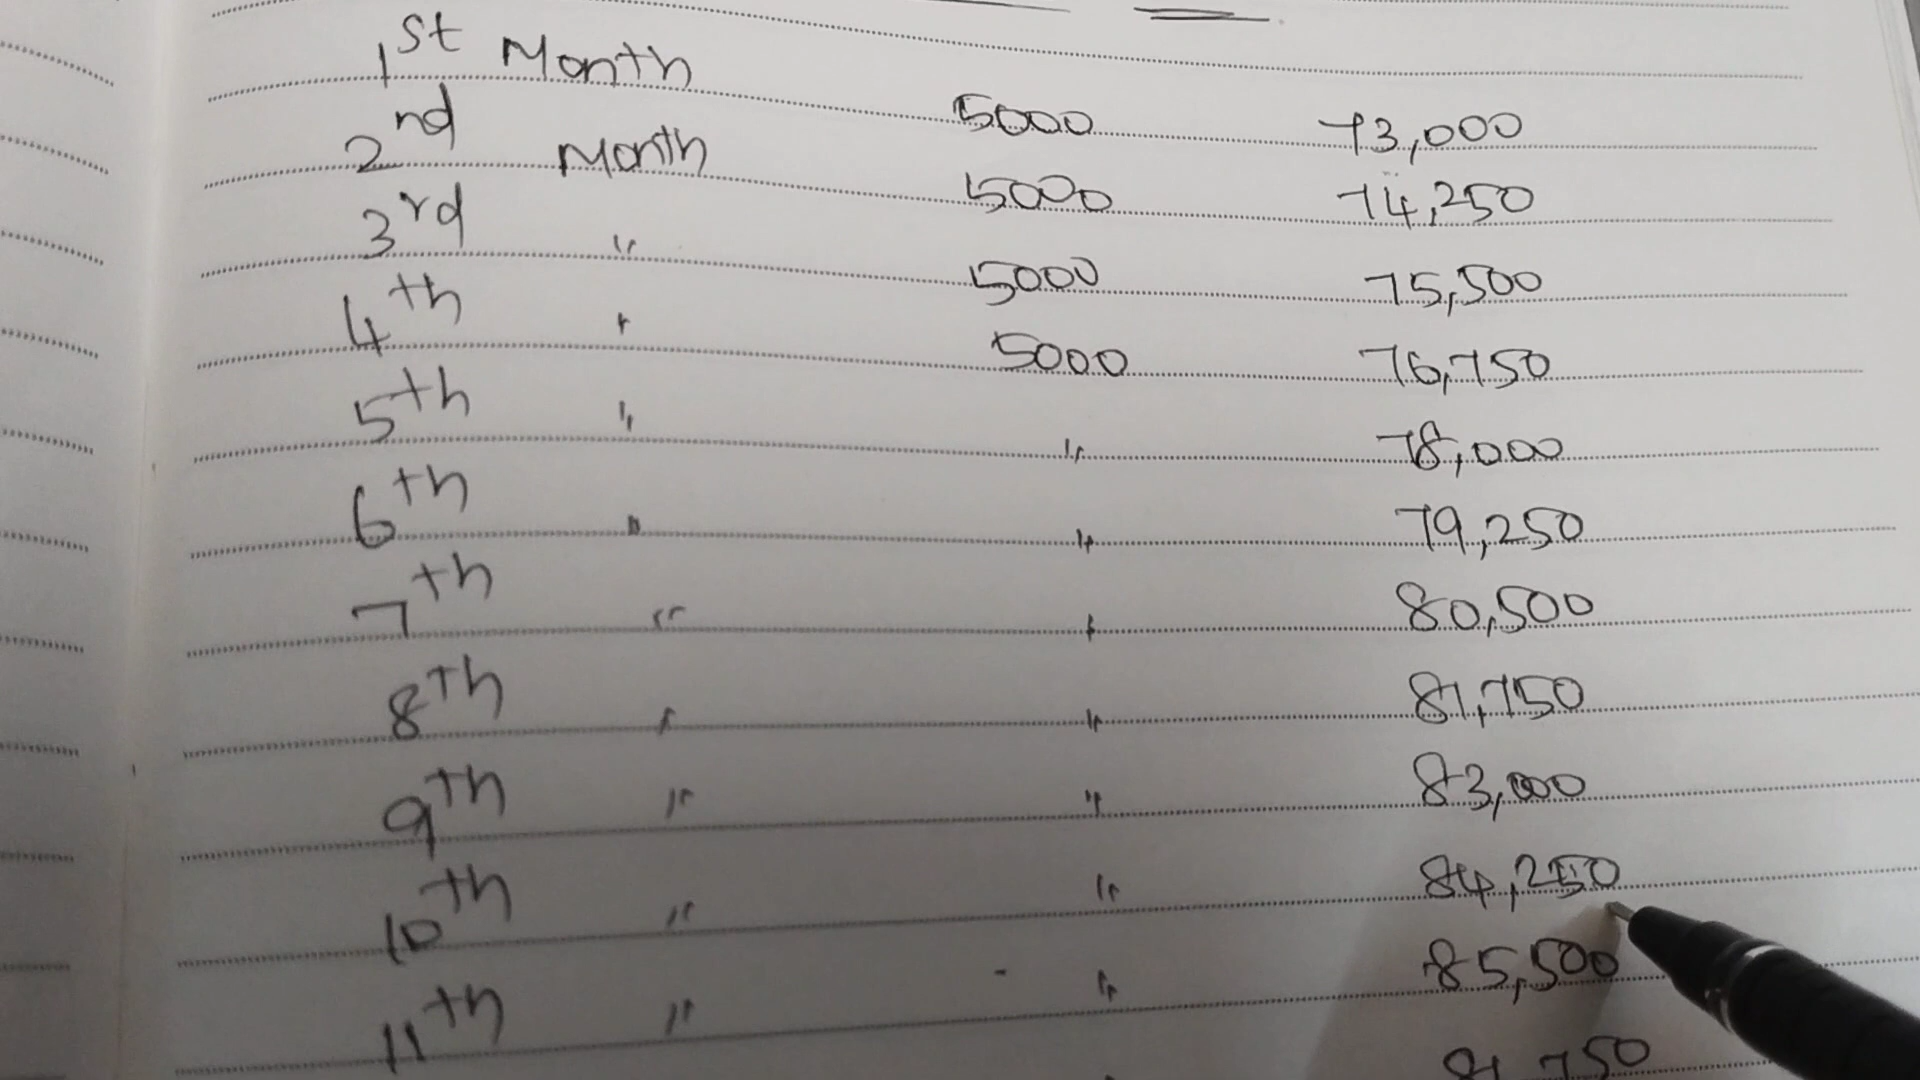 1st Month 5000 73,000
2nd Month 5000 74,250
3rd " 5000 75,500
4th " 5000 76,750
5th " " 78,000
6th " " 79,250
7th " " 80,500
8th " " 81,750
9th " " 83,000
10th " " 84,250
11th " " 85,500
750